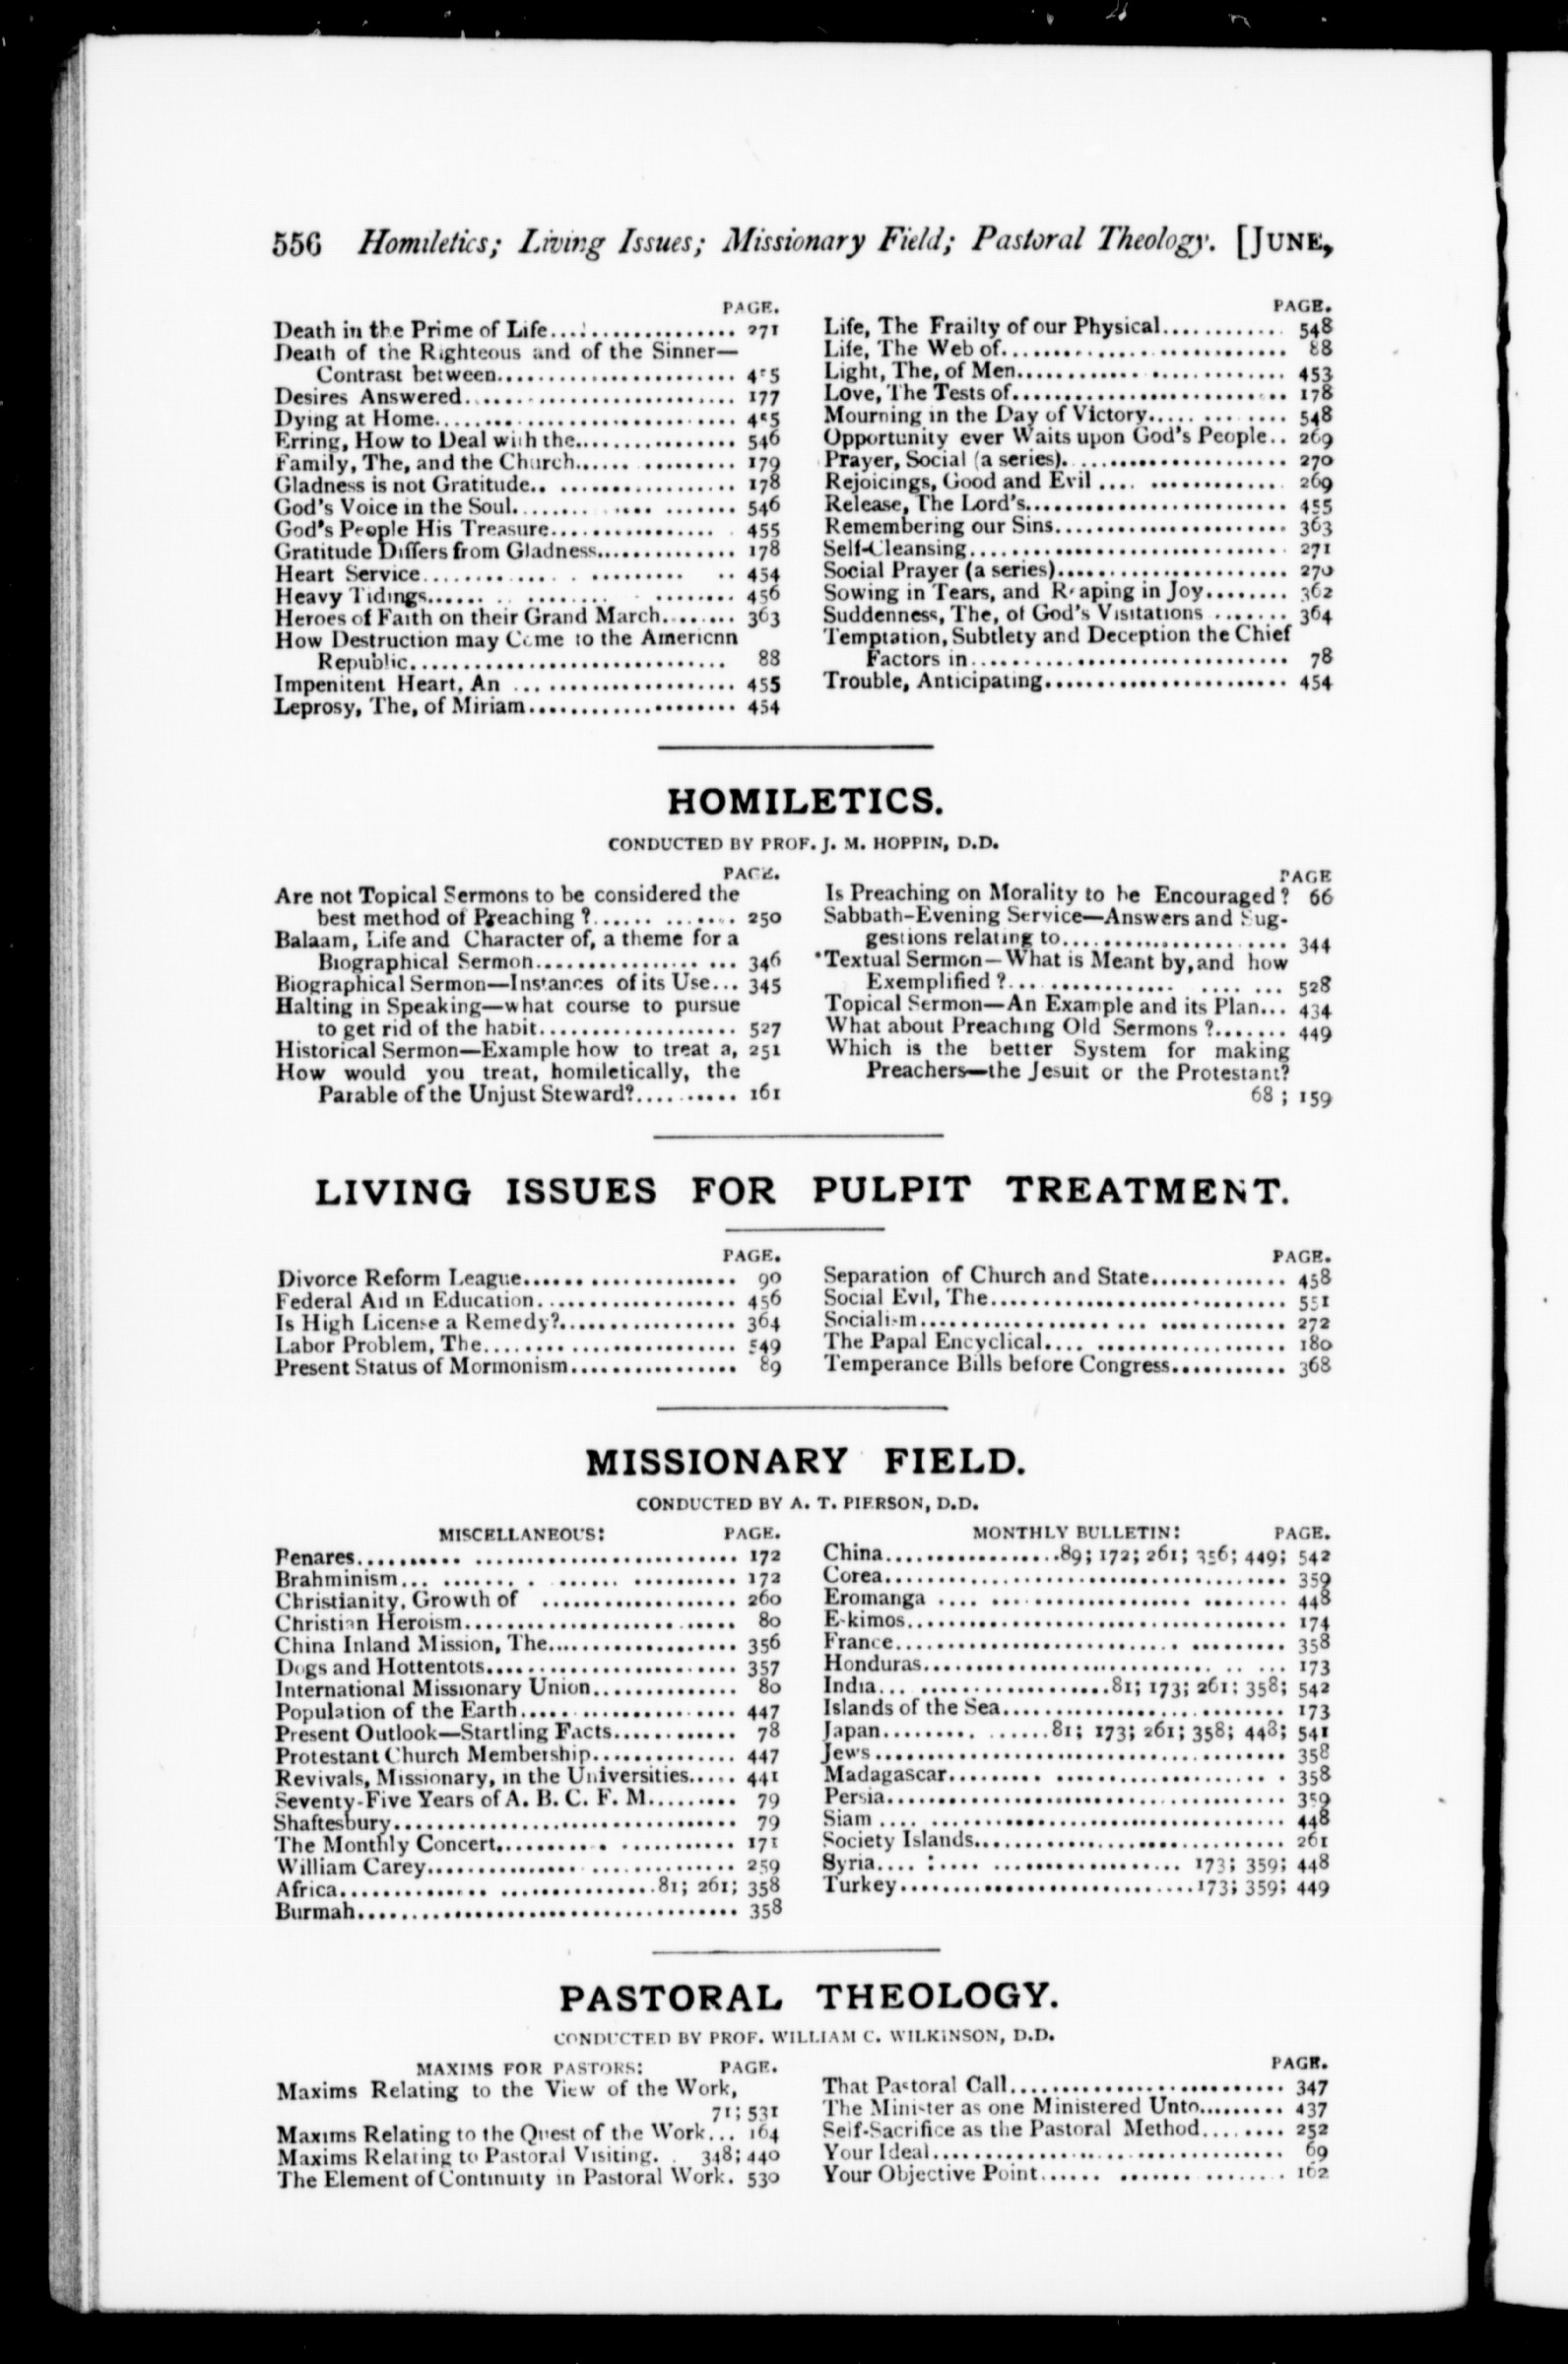 556 Homiletics; Living Issues; Missionary Field; Pastoral Theology. [JUNE,
PAGE.
Death in the Prime of Life.................... 271
Death of the Righteous and of the Sinner—
Contrast between........................
Desires Answered.......................... 177
Dying at Home.............................
Erring, How to Deal with the................ 546
Family, The, and the Church................ 179
Gladness is not Gratitude.................... 178
God's Voice in the Soul...................... 546
God's People His Treasure.................. 455
Gratitude Differs from Gladness.............. 178
Heart Service.............................. 454
Heavy Tidings............................. 456
Heroes of Faith on their Grand March........ 363
How Destruction may Come to the Americnn
Republic.............................. 88
Impenitent Heart, An ...................... 455
Leprosy, The, of Miriam.................... 454
PAGE.
Life, The Frailty of our Physical............ 548
Life, The Web of........................... 88
Light, The, of Men.......................... 453
Love, The Tests of.......................... 178
Mourning in the Day of Victory.............. 548
Opportunity ever Waits upon God's People.. 269
Prayer, Social (a series)...................... 270
Rejoicings, Good and Evil .................. 269
Release, The Lord's......................... 455
Remembering our Sins...................... 363
Self-Cleansing.............................. 271
Social Prayer (a series)...................... 270
Sowing in Tears, and Reaping in Joy........ 362
Suddenness, The, of God's Visitations ....... 364
Temptation, Subtlety and Deception the Chief
Factors in.............................. 78
Trouble, Anticipating....................... 454
HOMILETICS.
CONDUCTED BY PROF. J. M. HOPPIN, D.D.
PAGE.
Are not Topical Sermons to be considered the
best method of Preaching ?.............. 250
Balaam, Life and Character of, a theme for a
Biographical Sermon.................... 346
Biographical Sermon—Instances of its Use... 345
Halting in Speaking—what course to pursue
to get rid of the habit.................... 527
Historical Sermon—Example how to treat a, 251
How would you treat, homiletically, the
Parable of the Unjust Steward?.......... 161
PAGE
Is Preaching on Morality to be Encouraged ? 66
Sabbath-Evening Service—Answers and Sug-
gestions relating to...................... 344
Textual Sermon—What is Meant by, and how
Exemplified ?........................... 528
Topical Sermon—An Example and its Plan... 434
What about Preaching Old Sermons ?....... 449
Which is the better System for making
Preachers—the Jesuit or the Protestant?
68 ; 159
LIVING ISSUES FOR PULPIT TREATMENT.
PAGE.
Divorce Reform League..................... 90
Federal Aid in Education.................... 456
Is High License a Remedy?.................. 364
Labor Problem, The......................... 549
Present Status of Mormonism................ 89
PAGE.
Separation of Church and State.............. 458
Social Evil, The............................. 551
Socialism.................................. 272
The Papal Encyclical........................ 180
Temperance Bills before Congress............ 368
MISSIONARY FIELD.
CONDUCTED BY A. T. PIERSON, D.D.
MISCELLANEOUS: PAGE.
Benares.................................... 172
Brahminism................................ 172
Christianity, Growth of ................... 260
Christian Heroism.......................... 80
China Inland Mission, The.................. 356
Dogs and Hottentots........................ 357
International Missionary Union.............. 80
Population of the Earth..................... 447
Present Outlook—Startling Facts............ 78
Protestant Church Membership.............. 447
Revivals, Missionary, in the Universities..... 441
Seventy-Five Years of A. B. C. F. M......... 79
Shaftesbury................................ 79
The Monthly Concert....................... 171
William Carey.............................. 259
Africa..............................81; 261; 358
Burmah.................................... 358
MONTHLY BULLETIN: PAGE.
China.................89; 172; 261; 356; 449; 542
Corea...................................... 359
Eromanga ................................. 448
Eskimos.................................... 174
France..................................... 358
Honduras.................................. 173
India......................81; 173; 261; 358; 542
Islands of the Sea........................... 173
Japan................81; 173; 261; 358; 448; 541
Jews....................................... 358
Madagascar................................ 358
Persia...................................... 359
Siam ...................................... 448
Society Islands.............................. 261
Syria............................ 173; 359; 448
Turkey............................173; 359; 449
PASTORAL THEOLOGY.
CONDUCTED BY PROF. WILLIAM C. WILKINSON, D.D.
MAXIMS FOR PASTORS: PAGE.
Maxims Relating to the View of the Work,
71; 531
Maxims Relating to the Quest of the Work... 164
Maxims Relating to Pastoral Visiting. . 348; 440
The Element of Continuity in Pastoral Work. 530
PAGE.
That Pastoral Call.......................... 347
The Minister as one Ministered Unto......... 437
Self-Sacrifice as the Pastoral Method........ 252
Your Ideal.................................. 69
Your Objective Point....................... 162